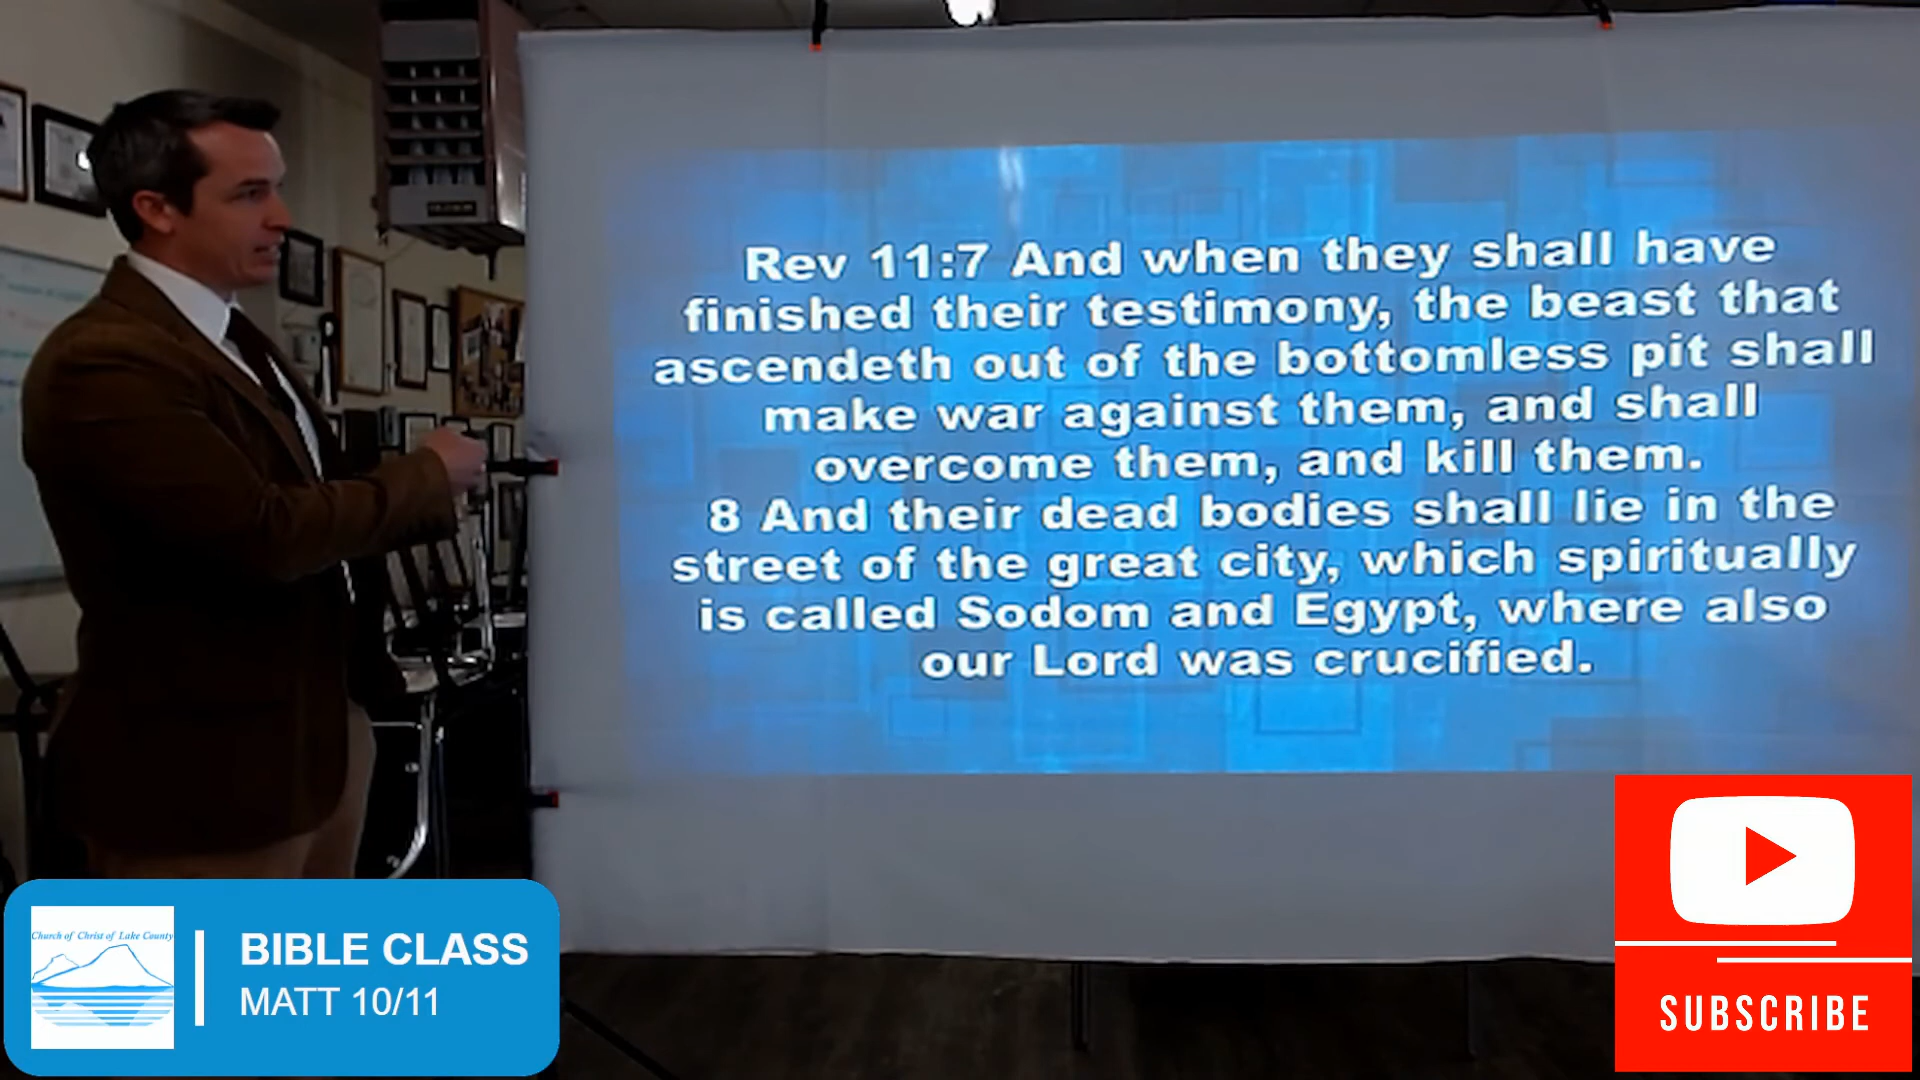 Rev 11:7 And when they shall have
finished their testimony, the beast that
ascendeth out of the bottomless pit shall
make war against them, and shall
overcome them, and kill them.
8 And their dead bodies shall lie in the
street of the great city, which spiritually
is called Sodom and Egypt, where also
our Lord was crucified.
Church of Christ of Lake County
BIBLE CLASS
MATT 10/11
SUBSCRIBE